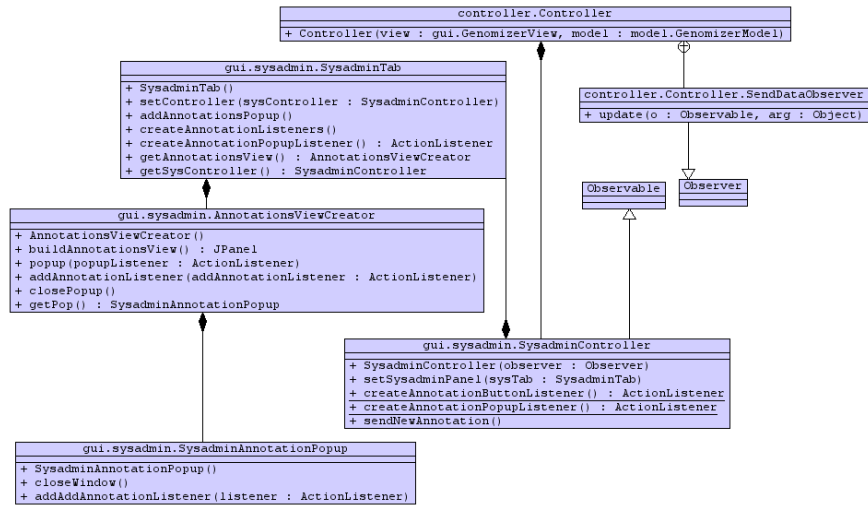 controller.Controller
+ Controller(view : gui.GenomizerView, model : model.GenomizerModel)
gui.sysadmin.SysadminTab
+ SysadminTab()
+ setController(sysController : SysadminController)
+ addAnnotationsPopup()
+ createAnnotationListeners()
+ createAnnotationPopupListener() : ActionListener
+ getAnnotationsView() : AnnotationsViewCreator
+ getSysController() : SysadminController
controller.Controller.SendDataObserver
+ update(o : Observable, arg : Object)
Observable
Observer
gui.sysadmin.AnnotationsViewCreator
+ AnnotationsViewCreator()
+ buildAnnotationsView() : JPanel
+ popup(popupListener : ActionListener)
+ addAnnotationListener(addAnnotationListener : ActionListener)
+ closePopup()
+ getPop() : SysadminAnnotationPopup
gui.sysadmin.SysadminController
+ SysadminController(observer : Observer)
+ setSysadminPanel(sysTab : SysadminTab)
+ createAnnotationButtonListener() : ActionListener
+ createAnnotationPopupListener() : ActionListener
+ sendNewAnnotation()
gui.sysadmin.SysadminAnnotationPopup
+ SysadminAnnotationPopup()
+ closeWindow()
+ addAddAnnotationListener(listener : ActionListener)